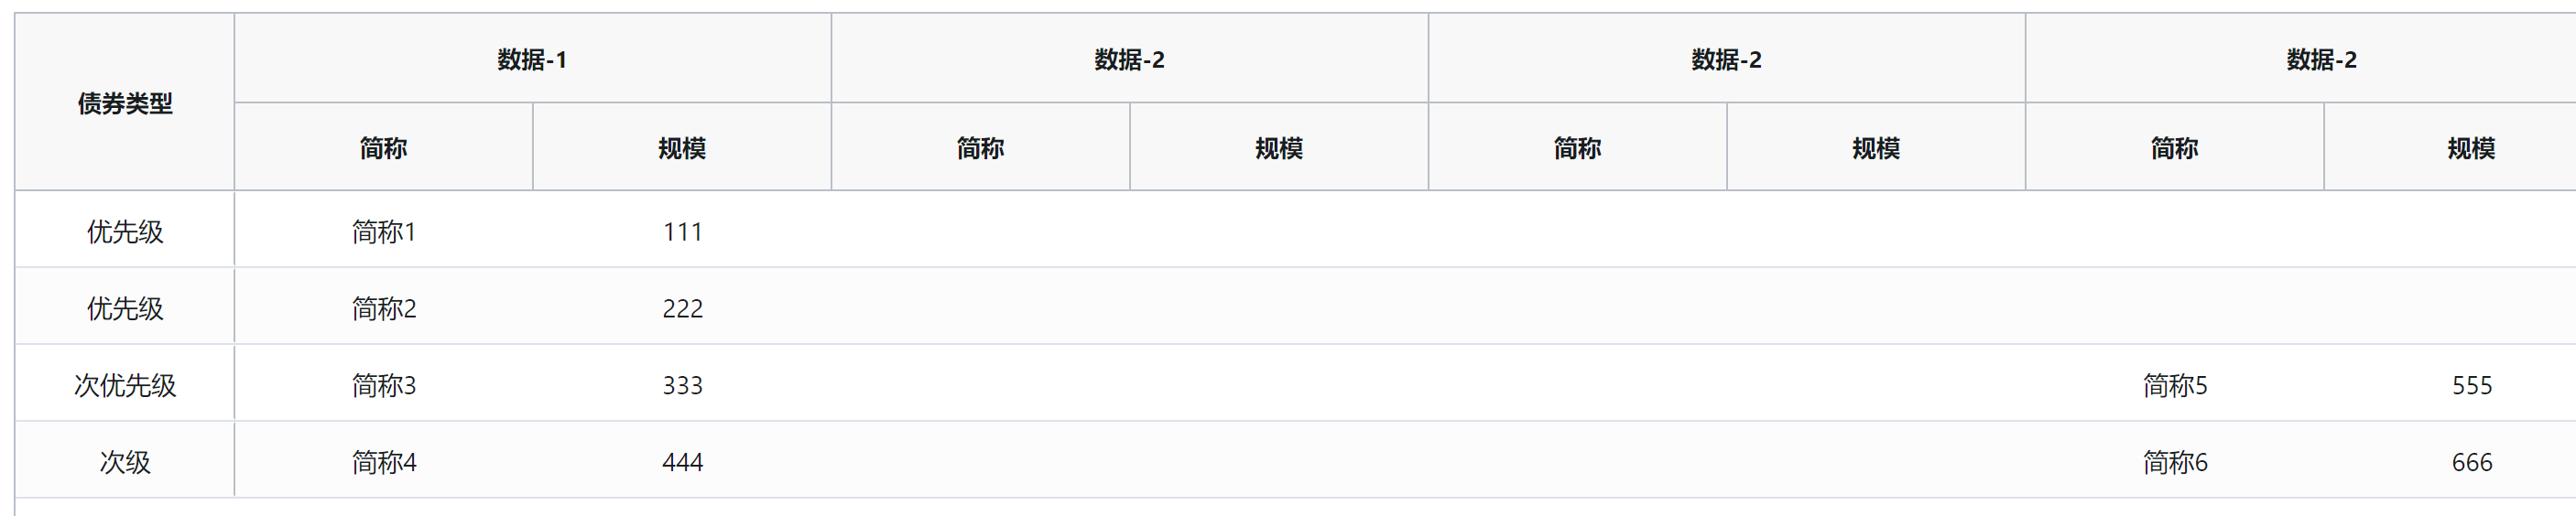 债券类型 数据-1 数据-2 数据-2 数据-2
简称 规模 简称 规模 简称 规模 简称 规模
优先级 简称1 111
优先级 简称2 222
次优先级 简称3 333 简称5 555
次级 简称4 444 简称6 666